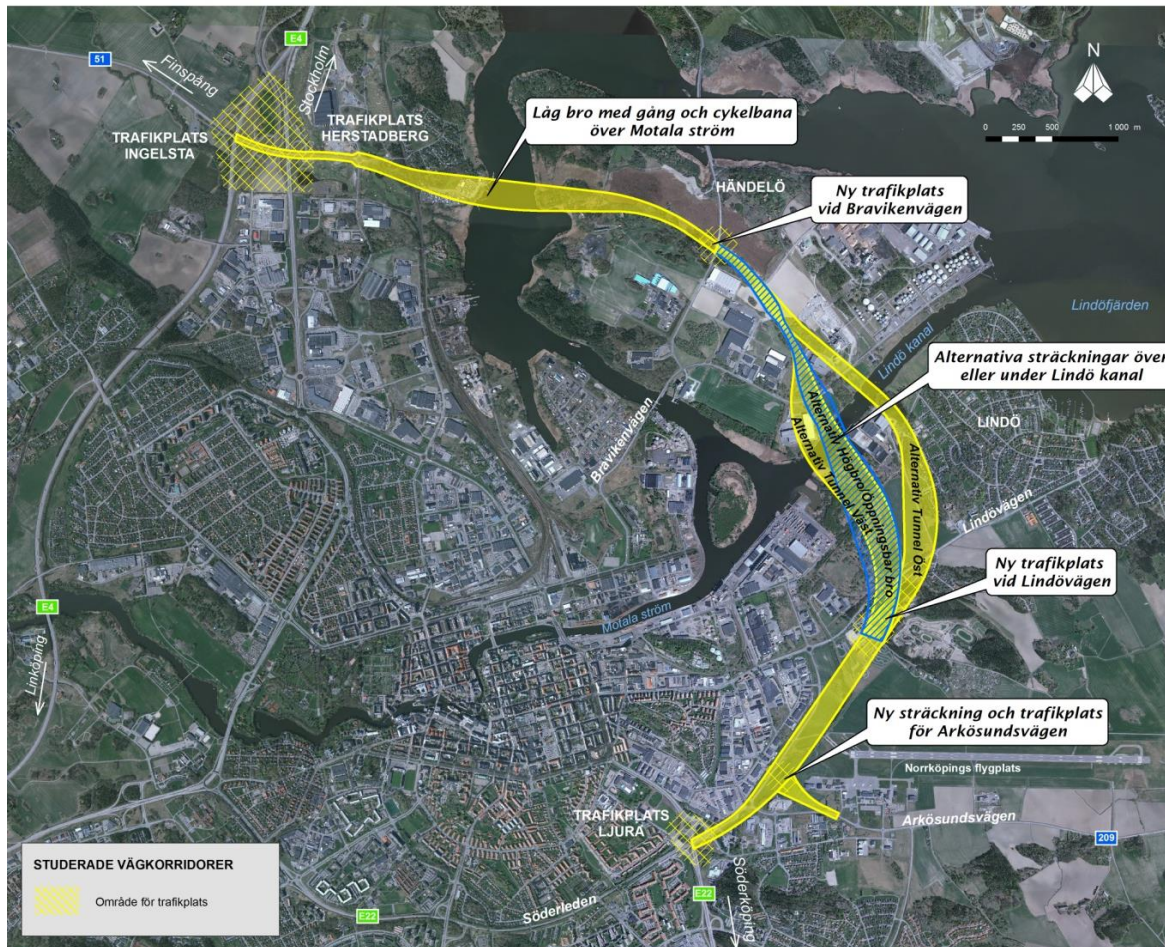 E4
51
Finspång
Stockholm
N
TRAFIKPLATS
HERSTADBERG
TRAFIKPLATS
INGELSTA
Låg bro med gång och cykelbana
över Motala ström
0 250 500 1 000 m
HÄNDELÖ
Ny trafikplats
vid Bravikenvägen
Lindöfjärden
Lindö kanal
Alternativa sträckningar över
eller under Lindö kanal
Bravikenvägen
LINDÖ
Alternativ Högbro/Öppningsbar bro
Alternativ Tunnel Väst
Alternativ Tunnel Öst
Lindövägen
Ny trafikplats
vid Lindövägen
E4
Linköping
Motala ström
Ny sträckning och trafikplats
för Arkösundsvägen
Norrköpings flygplats
TRAFIKPLATS
LJURA
Arkösundsvägen
209
STUDERADE VÄGKORRIDORER
Område för trafikplats
E22
Söderleden
E22
Söderköping